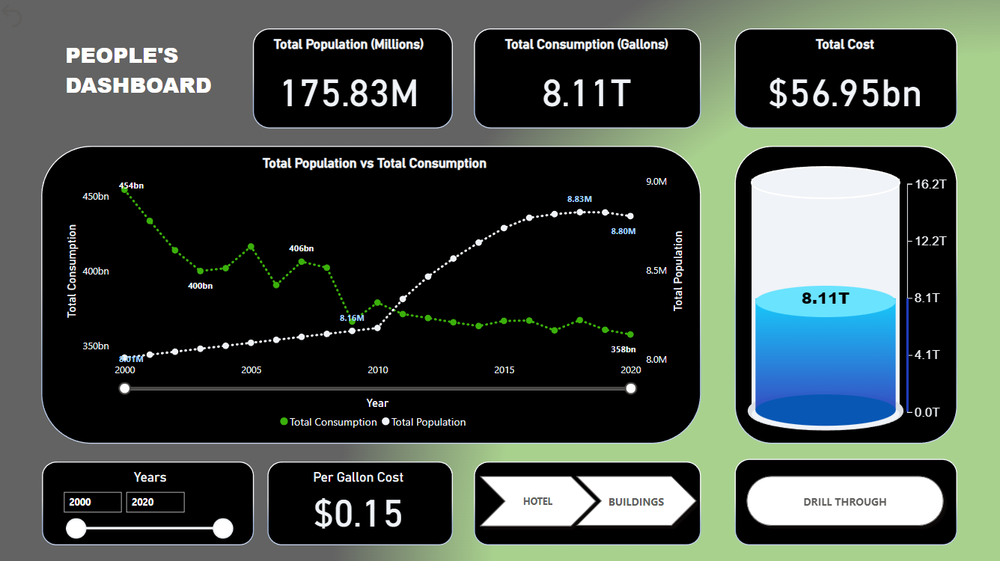 PEOPLE'S
DASHBOARD
Total Population (Millions)
175.83M
Total Consumption (Gallons)
8.11T
Total Cost
$56.95bn
Total Population vs Total Consumption
Total Consumption
450bn
400bn
350bn
454bn
400bn
406bn
8.16M
8.01M
8.83M
8.80M
358bn
9.0M
8.5M
8.0M
Total Population
2000
2005
2010
2015
2020
Year
Total Consumption
Total Population
8.11T
16.2T
12.2T
8.1T
4.1T
0.0T
Years
2000
2020
Per Gallon Cost
$0.15
HOTEL
BUILDINGS
DRILL THROUGH